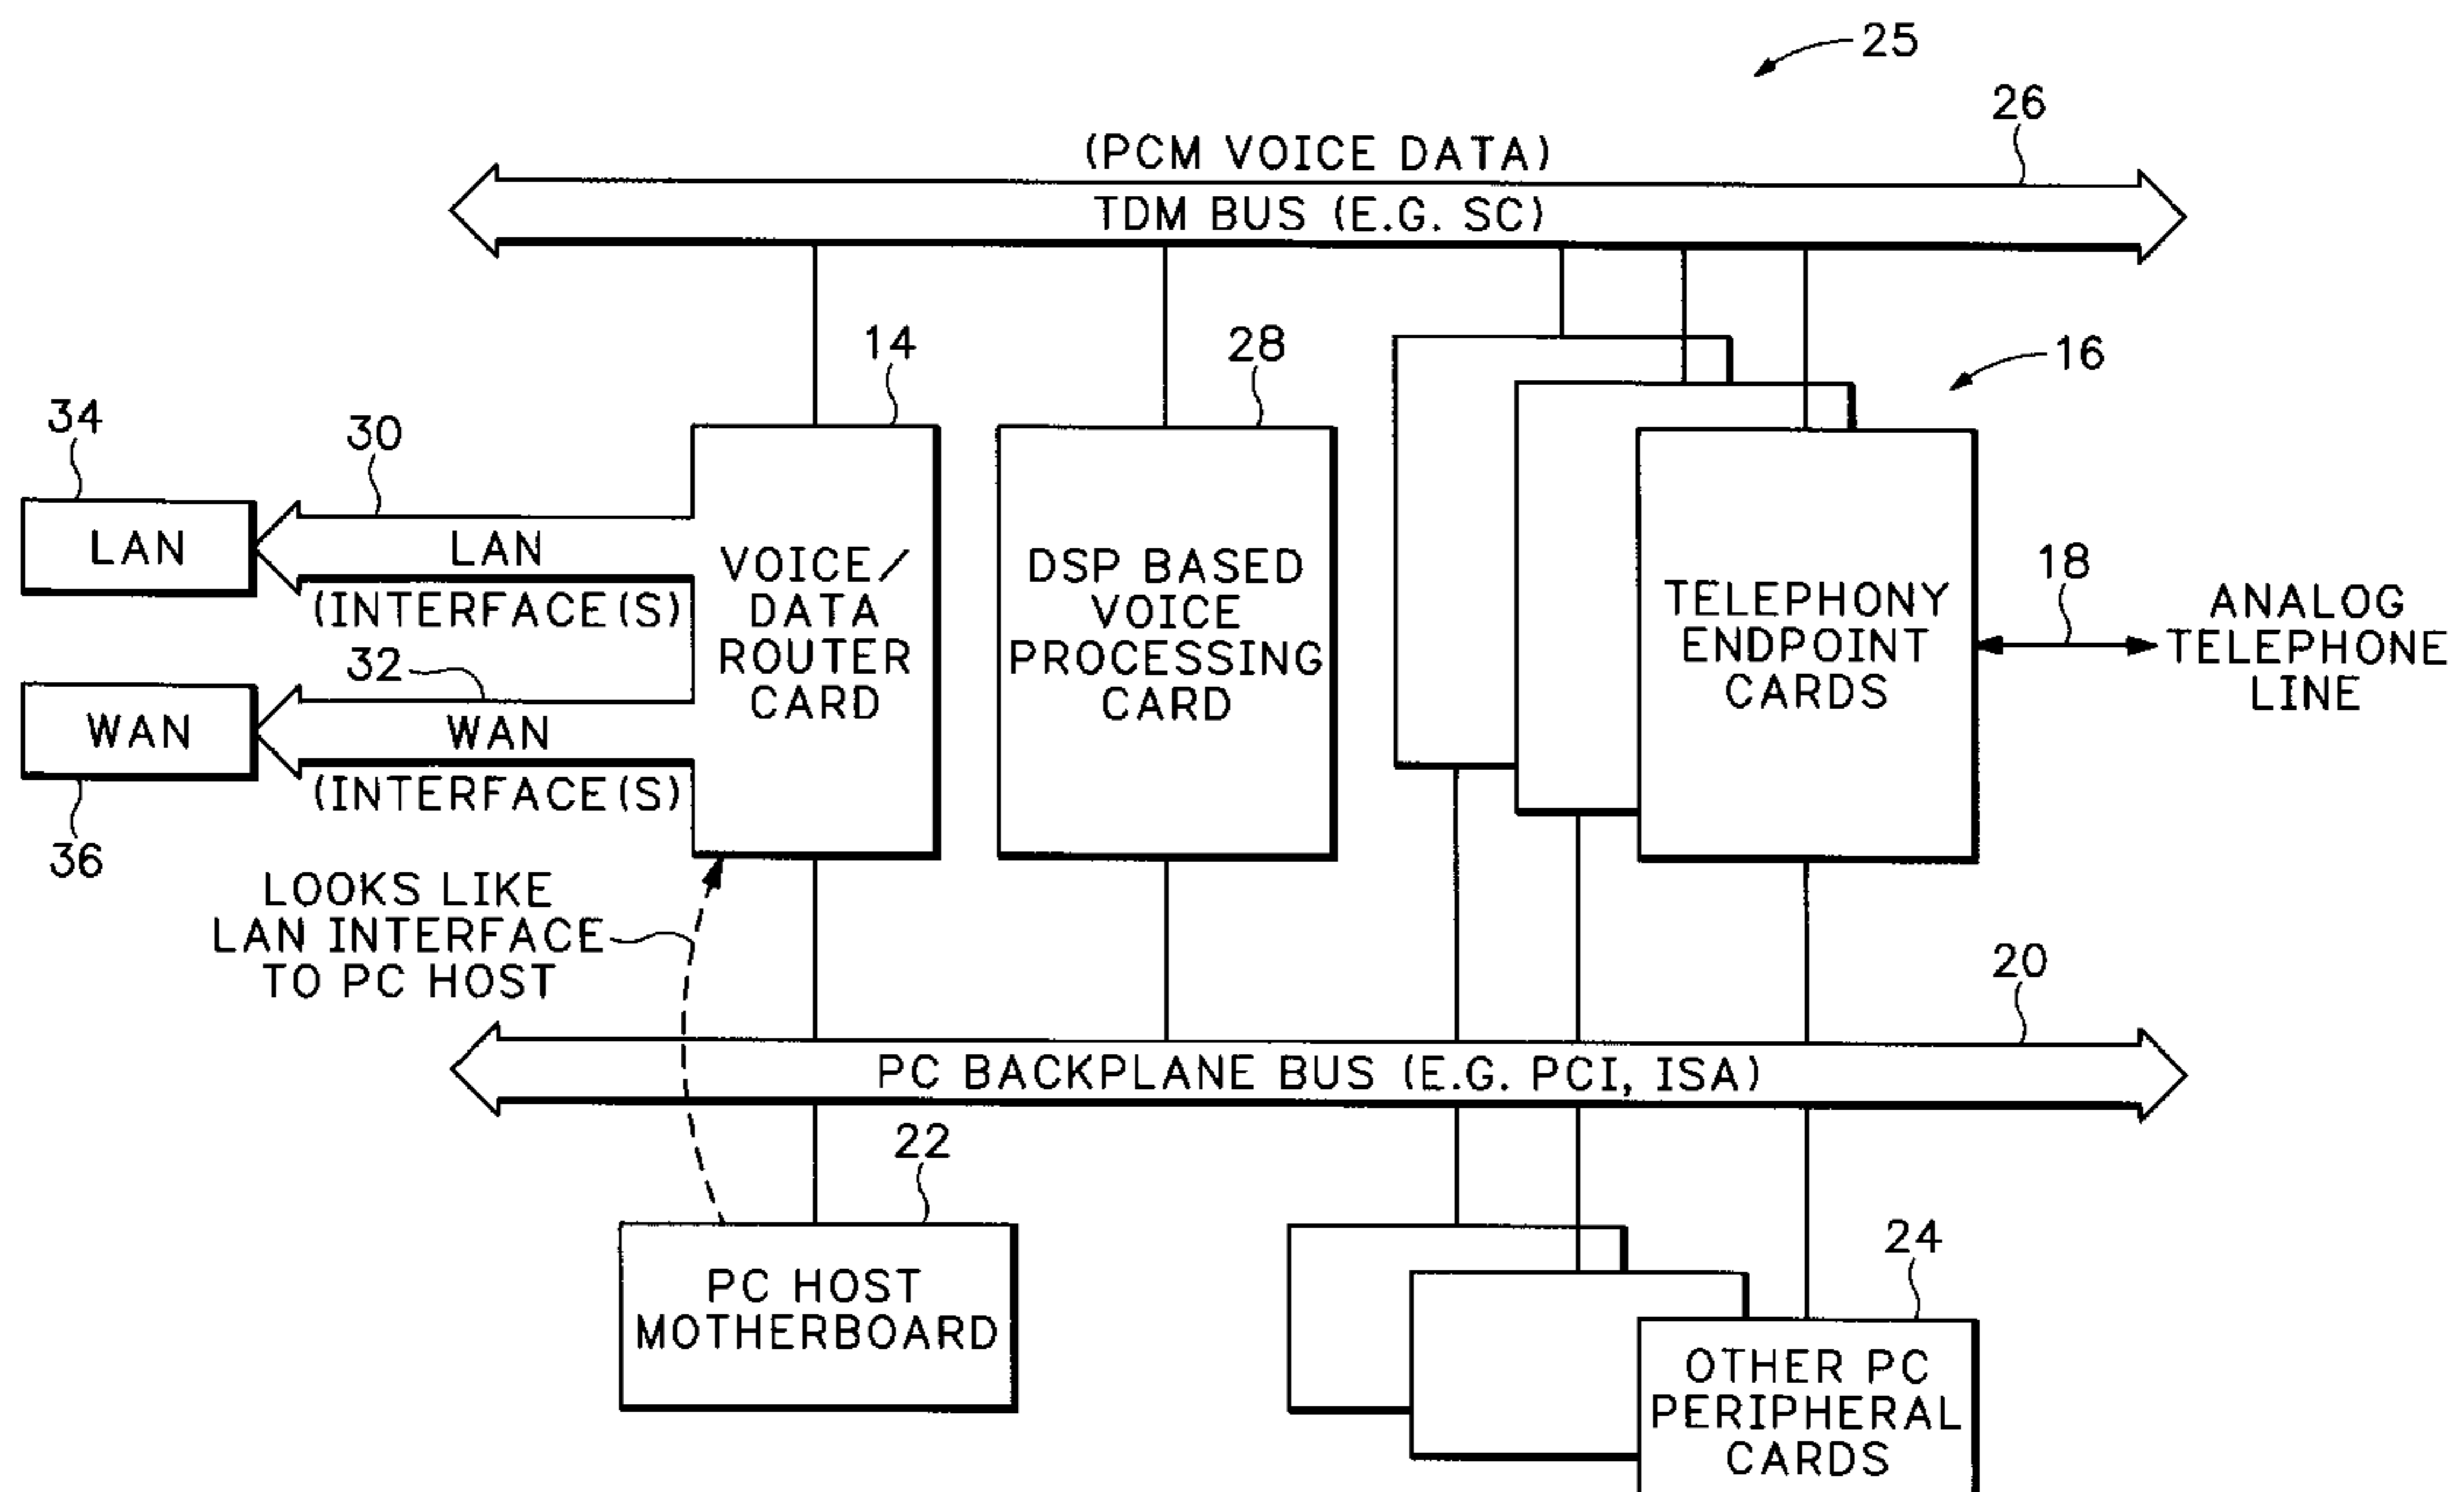 25
26
(PCM VOICE DATA)
TDM BUS (E.G. SC)
14
28
16
34
30
LAN
LAN
(INTERFACE(S)
VOICE/
DATA
ROUTER
CARD
DSP BASED
VOICE
PROCESSING
CARD
TELEPHONY
ENDPOINT
CARDS
18
ANALOG
TELEPHONE
LINE
32
WAN
WAN
(INTERFACE(S)
36
LOOKS LIKE
LAN INTERFACE
TO PC HOST
20
PC BACKPLANE BUS (E.G. PCI, ISA)
22
PC HOST
MOTHERBOARD
24
OTHER PC
PERIPHERAL
CARDS